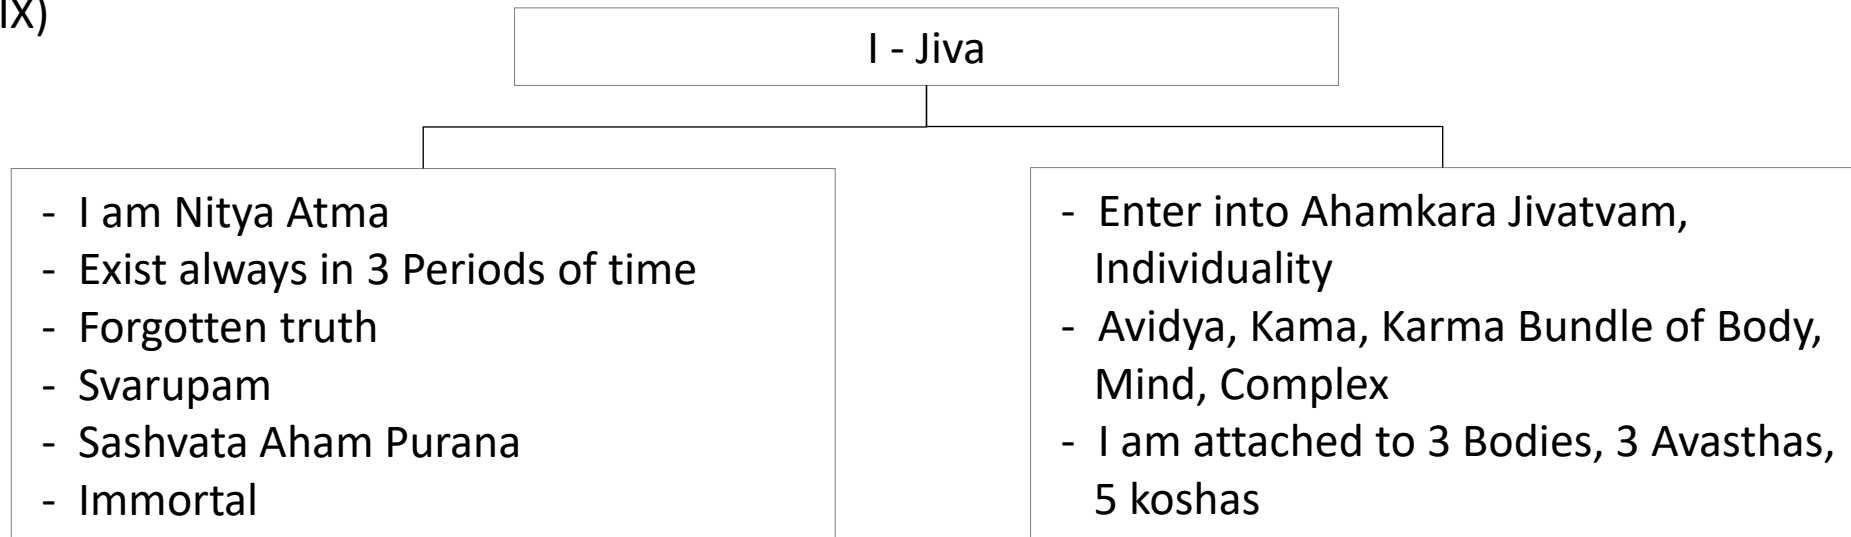 IX)
I - Jiva
- I am Nitya Atma
- Exist always in 3 Periods of time
- Forgotten truth
- Svarupam
- Sashvata Aham Purana
- Immortal
- Enter into Ahamkara Jivatvam,
Individuality
- Avidya, Kama, Karma Bundle of Body,
Mind, Complex
- I am attached to 3 Bodies, 3 Avasthas,
5 koshas